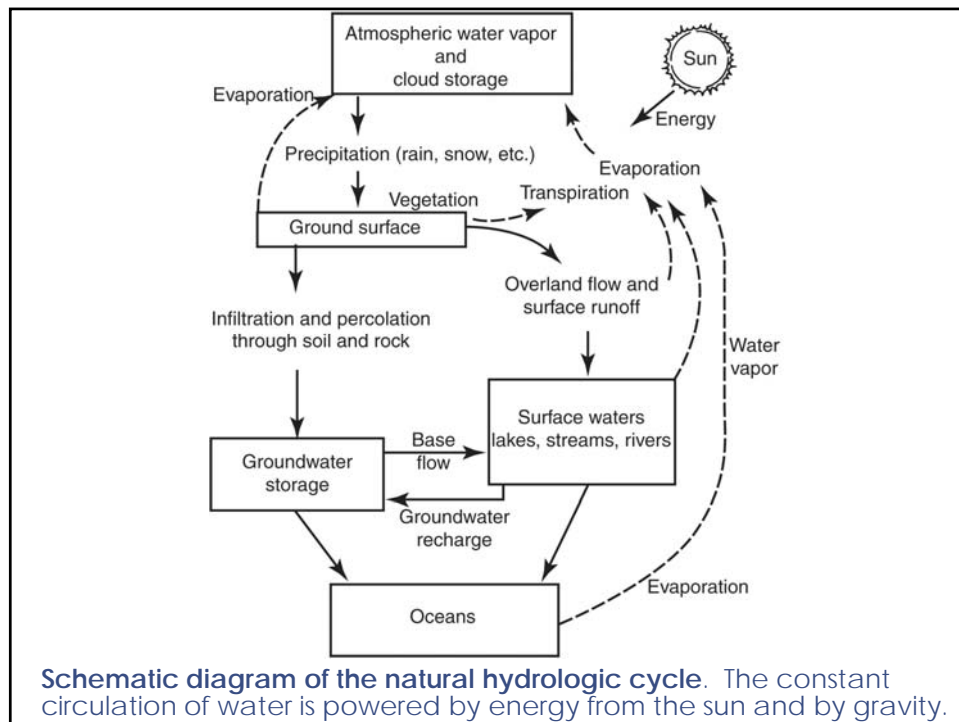 Atmospheric water vapor
and
cloud storage
Sun
Evaporation
Energy
Precipitation (rain, snow, etc.)
Evaporation
Vegetation
Transpiration
Ground surface
Overland flow and
surface runoff
Infiltration and percolation
through soil and rock
Water
vapor
Surface waters
lakes, streams, rivers
Base
flow
Groundwater
storage
Groundwater
recharge
Evaporation
Oceans
Schematic diagram of the natural hydrologic cycle. The constant
circulation of water is powered by energy from the sun and by gravity.